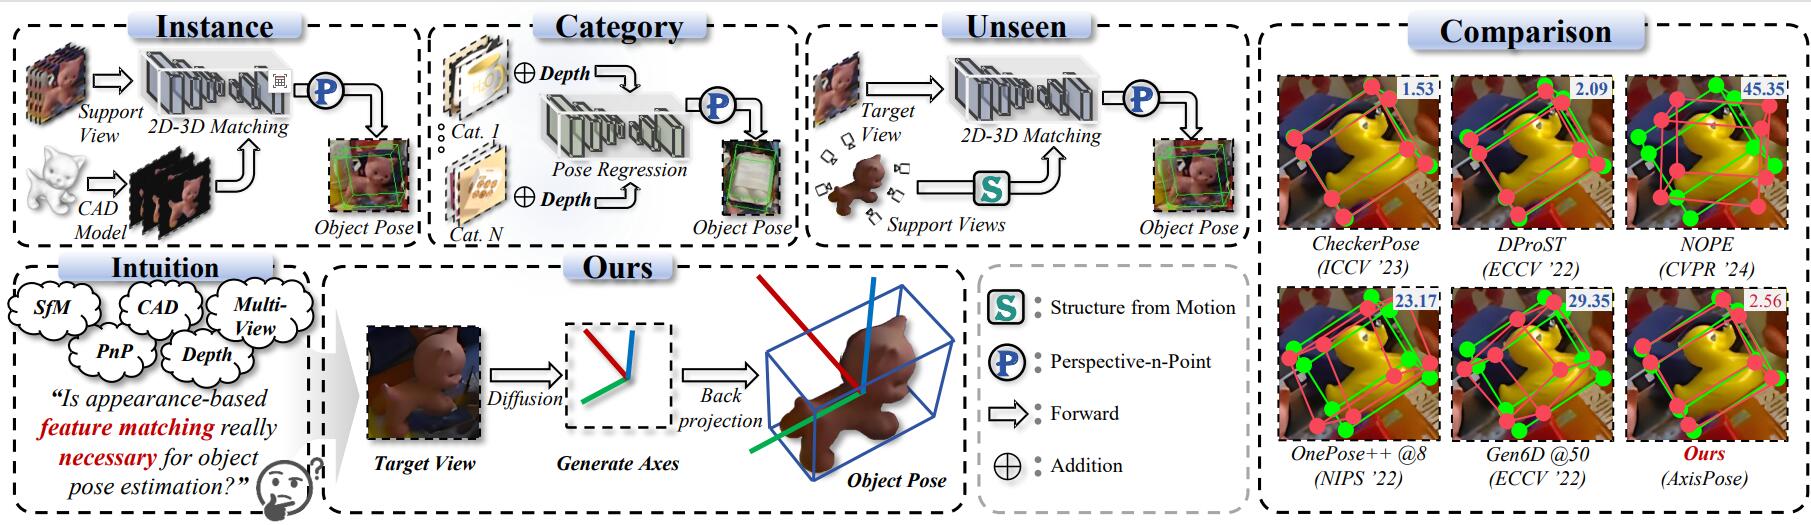 Instance
Support
View
2D-3D Matching
P
CAD
Model
Object Pose
Category
Cat. 1
Depth
Cat. N
Depth
Pose Regression
P
Object Pose
Unseen
Target
View
2D-3D Matching
P
S
Support Views
Object Pose
Intuition
SfM
CAD
Multi-
View
PnP
Depth
“Is appearance-based
feature matching really
necessary for object
pose estimation?”
?
Ours
Target View
Diffusion
Generate Axes
Back
projection
Object Pose
S : Structure from Motion
P : Perspective-n-Point
: Forward
: Addition
Comparison
1.53
CheckerPose
(ICCV ’23)
2.09
DProST
(ECCV ’22)
45.35
NOPE
(CVPR ’24)
23.17
OnePose++ @8
(NIPS ’22)
29.35
Gen6D @50
(ECCV ’22)
2.56
Ours
(AxisPose)